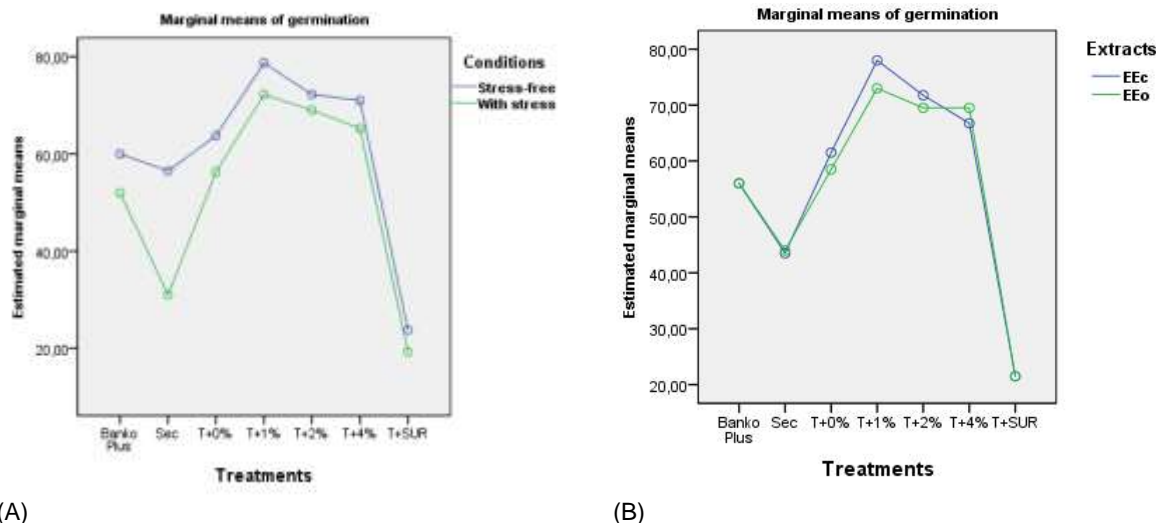 Marginal means of germination
80,00
60,00
40,00
20,00
Estimated marginal means
Banko Plus Sec T+0% T+1% T+2% T+4% T+SUR
Treatments
Conditions
Stress-free
With stress
(A)
Marginal means of germination
80,00
70,00
60,00
50,00
40,00
30,00
20,00
Estimated marginal means
Banko Plus Sec T+0% T+1% T+2% T+4% T+SUR
Treatments
Extracts
EEc
EEo
(B)